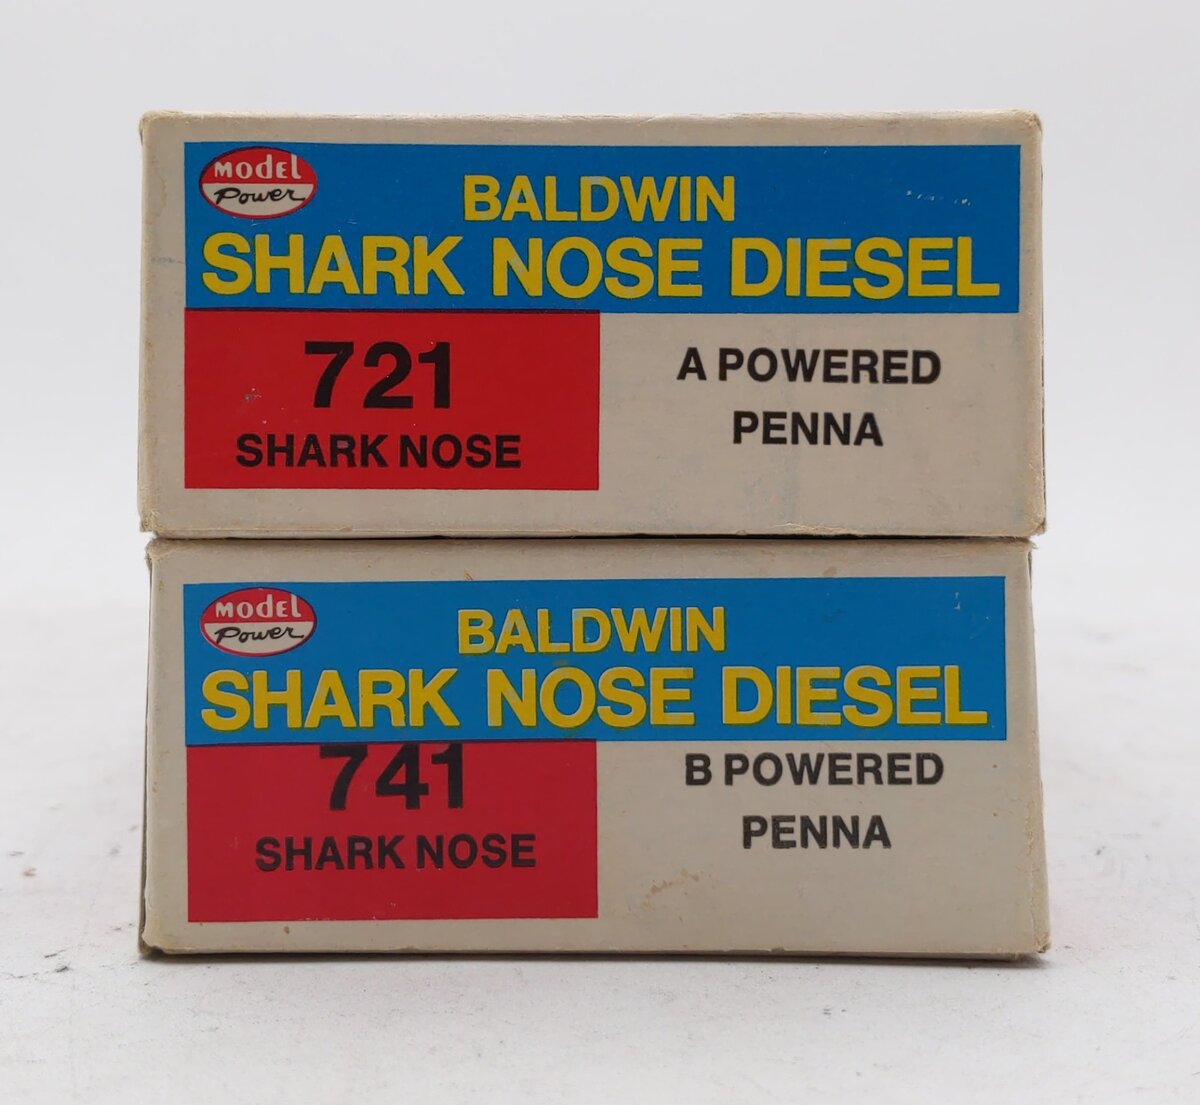 MODEL
Power
BALDWIN
SHARK NOSE DIESEL
721
SHARK NOSE
A POWERED
PENNA
MODEL
Power
BALDWIN
SHARK NOSE DIESEL
741
SHARK NOSE
B POWERED
PENNA